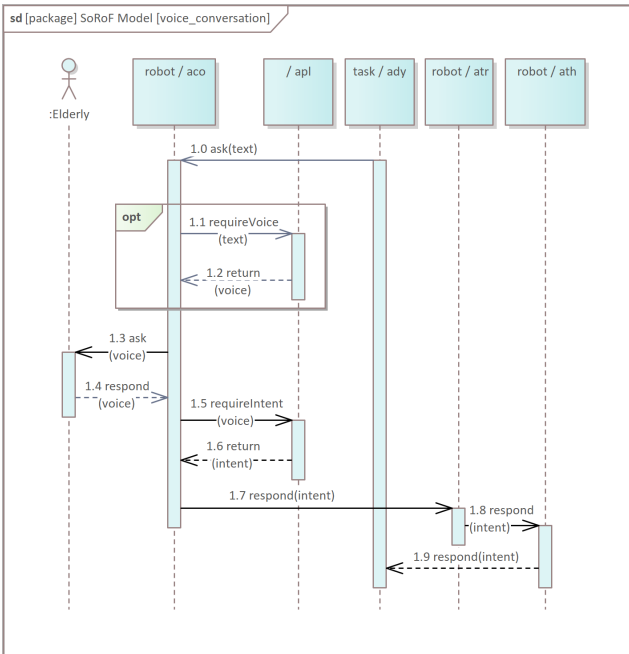 sd [package] SoRoF Model [voice_conversation]
:Elderly
robot / aco
/ apl
task / ady
robot / atr
robot / ath
1.0 ask(text)
opt
1.1 requireVoice
(text)
1.2 return
(voice)
1.3 ask
(voice)
1.4 respond
(voice)
1.5 requireIntent
(voice)
1.6 return
(intent)
1.7 respond(intent)
1.8 respond
(intent)
1.9 respond(intent)